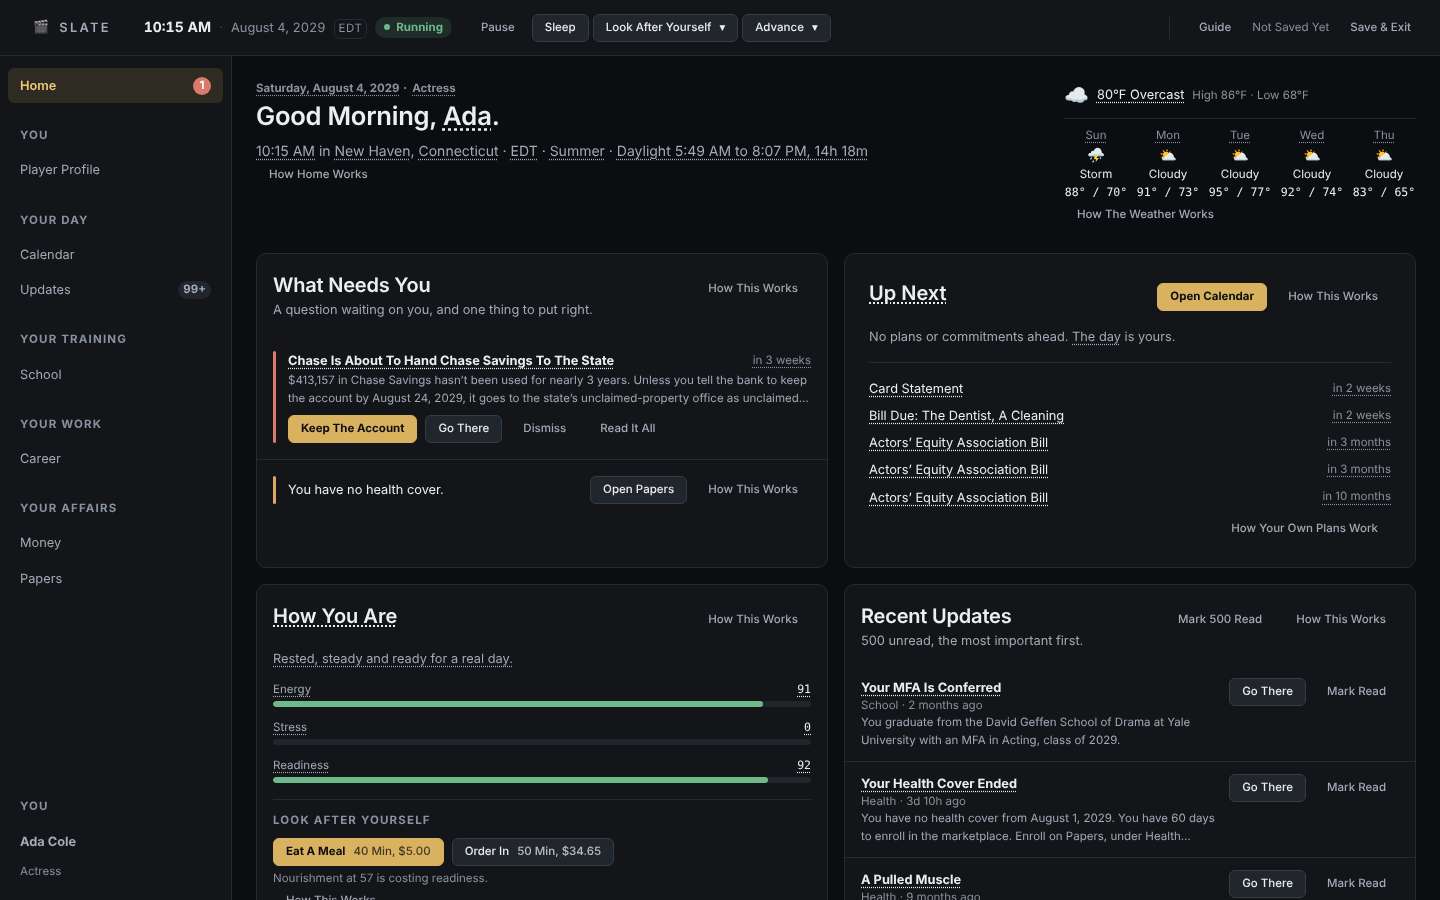 SLATE
10:15 AM · August 4, 2029 EDT Running
Pause
Sleep
Look After Yourself ▾
Advance ▾
Guide
Not Saved Yet
Save & Exit
Home 1
YOU
Player Profile
YOUR DAY
Calendar
Updates 99+
YOUR TRAINING
School
YOUR WORK
Career
YOUR AFFAIRS
Money
Papers
YOU
Ada Cole
Actress
Saturday, August 4, 2029 · Actress
Good Morning, Ada.
10:15 AM in New Haven, Connecticut · EDT · Summer · Daylight 5:49 AM to 8:07 PM, 14h 18m
How Home Works
80°F Overcast High 86°F · Low 68°F
Sun Mon Tue Wed Thu
Storm Cloudy Cloudy Cloudy Cloudy
88° / 70° 91° / 73° 95° / 77° 92° / 74° 83° / 65°
How The Weather Works
What Needs You
How This Works
A question waiting on you, and one thing to put right.
Chase Is About To Hand Chase Savings To The State in 3 weeks
$413,157 in Chase Savings hasn't been used for nearly 3 years. Unless you tell the bank to keep
the account by August 24, 2029, it goes to the state's unclaimed-property office as unclaimed...
Keep The Account Go There Dismiss Read It All
You have no health cover. Open Papers How This Works
Up Next
Open Calendar How This Works
No plans or commitments ahead. The day is yours.
Card Statement in 2 weeks
Bill Due: The Dentist, A Cleaning in 2 weeks
Actors' Equity Association Bill in 3 months
Actors' Equity Association Bill in 3 months
Actors' Equity Association Bill in 10 months
How Your Own Plans Work
How You Are
How This Works
Rested, steady and ready for a real day.
Energy 91
Stress 0
Readiness 92
LOOK AFTER YOURSELF
Eat A Meal 40 Min, $5.00 Order In 50 Min, $34.65
Nourishment at 57 is costing readiness.
How This Works
Recent Updates
Mark 500 Read How This Works
500 unread, the most important first.
Your MFA Is Conferred Go There Mark Read
School · 2 months ago
You graduate from the David Geffen School of Drama at Yale
University with an MFA in Acting, class of 2029.
Your Health Cover Ended Go There Mark Read
Health · 3d 10h ago
You have no health cover from August 1, 2029. You have 60 days
to enroll in the marketplace. Enroll on Papers, under Health...
A Pulled Muscle Go There Mark Read
Health · 9 months ago